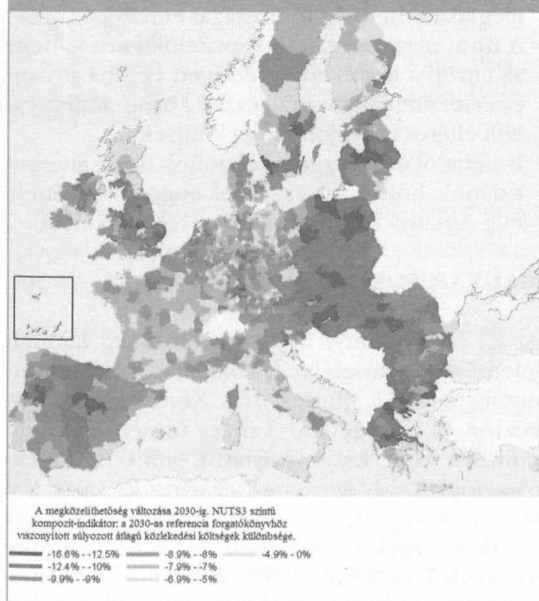 A megközelíthetőség változása 2030-ig. NUTS3 szintű
kompozit-indikátor: a 2030-as referencia forgatókönyvhöz
viszonyított súlyozott átlagú közlekedési költségek különbsége.
-16.6% - -12.5% -8.9% - -8% -4.9% - 0%
-12.4% - -10% -7.9% - -7%
-9.9% - -9% -6.9% - -5%